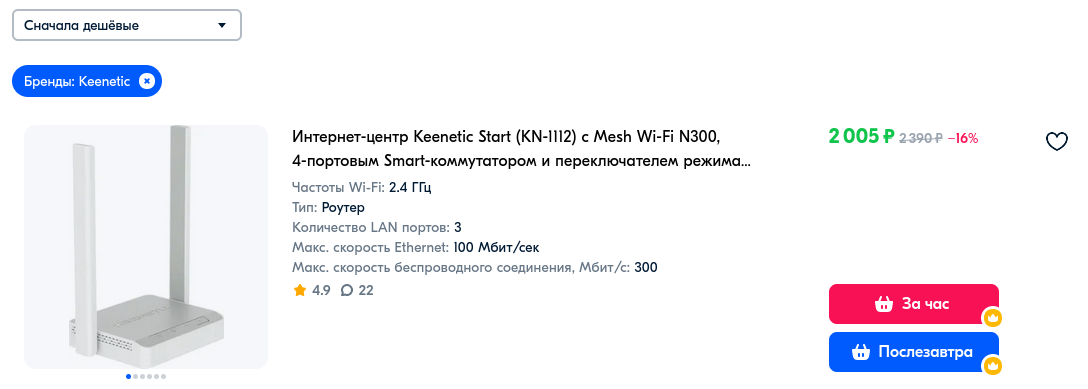 Сначала дешёвые
Бренды: Keenetic
Интернет-центр Keenetic Start (KN-1112) с Mesh Wi-Fi N300,
4-портовым Smart-коммутатором и переключателем режима...
2 005 ₽ 2 390 ₽ −16%
Частоты Wi-Fi: 2.4 ГГц
Тип: Роутер
Количество LAN портов: 3
Макс. скорость Ethernet: 100 Мбит/сек
Макс. скорость беспроводного соединения, Мбит/с: 300
4.9 22
За час
Послезавтра